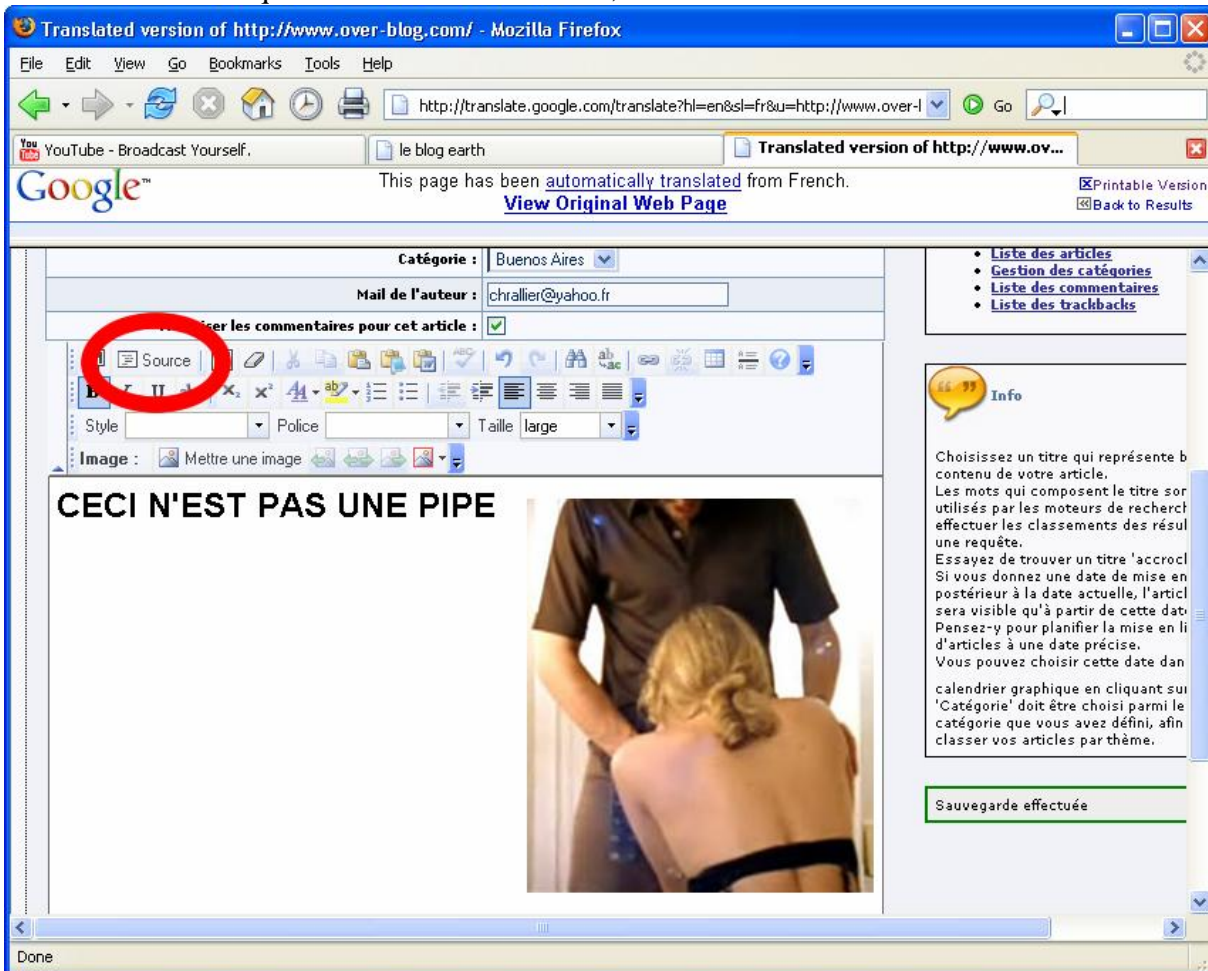 Translated version of http://www.over-blog.com/ - Mozilla Firefox
File Edit View Go Bookmarks Tools Help
http://translate.google.com/translate?hl=en&sl=fr&u=http://www.over-l Go
You Tube YouTube - Broadcast Yourself. le blog earth Translated version of http://www.ov...
Google™ This page has been automatically translated from French. Printable Version
View Original Web Page Back to Results
Catégorie : Buenos Aires
Mail de l'auteur : chrallier@yahoo.fr
iser les commentaires pour cet article :
Source
Style Police Taille large
Image : Mettre une image
CECI N'EST PAS UNE PIPE
Liste des articles
Gestion des catégories
Liste des commentaires
Liste des trackbacks
Info
Choisissez un titre qui représente b
contenu de votre article.
Les mots qui composent le titre sor
utilisés par les moteurs de recherch
effectuer les classements des résul
une requête.
Essayez de trouver un titre 'accrocl
Si vous donnez une date de mise en
postérieur à la date actuelle, l'articl
sera visible qu'à partir de cette dat
Pensez-y pour planifier la mise en li
d'articles à une date précise.
Vous pouvez choisir cette date dan
calendrier graphique en cliquant sur
'Catégorie' doit être choisi parmi le
catégorie que vous avez défini, afin
classer vos articles par thème.
Sauvegarde effectuée
Done